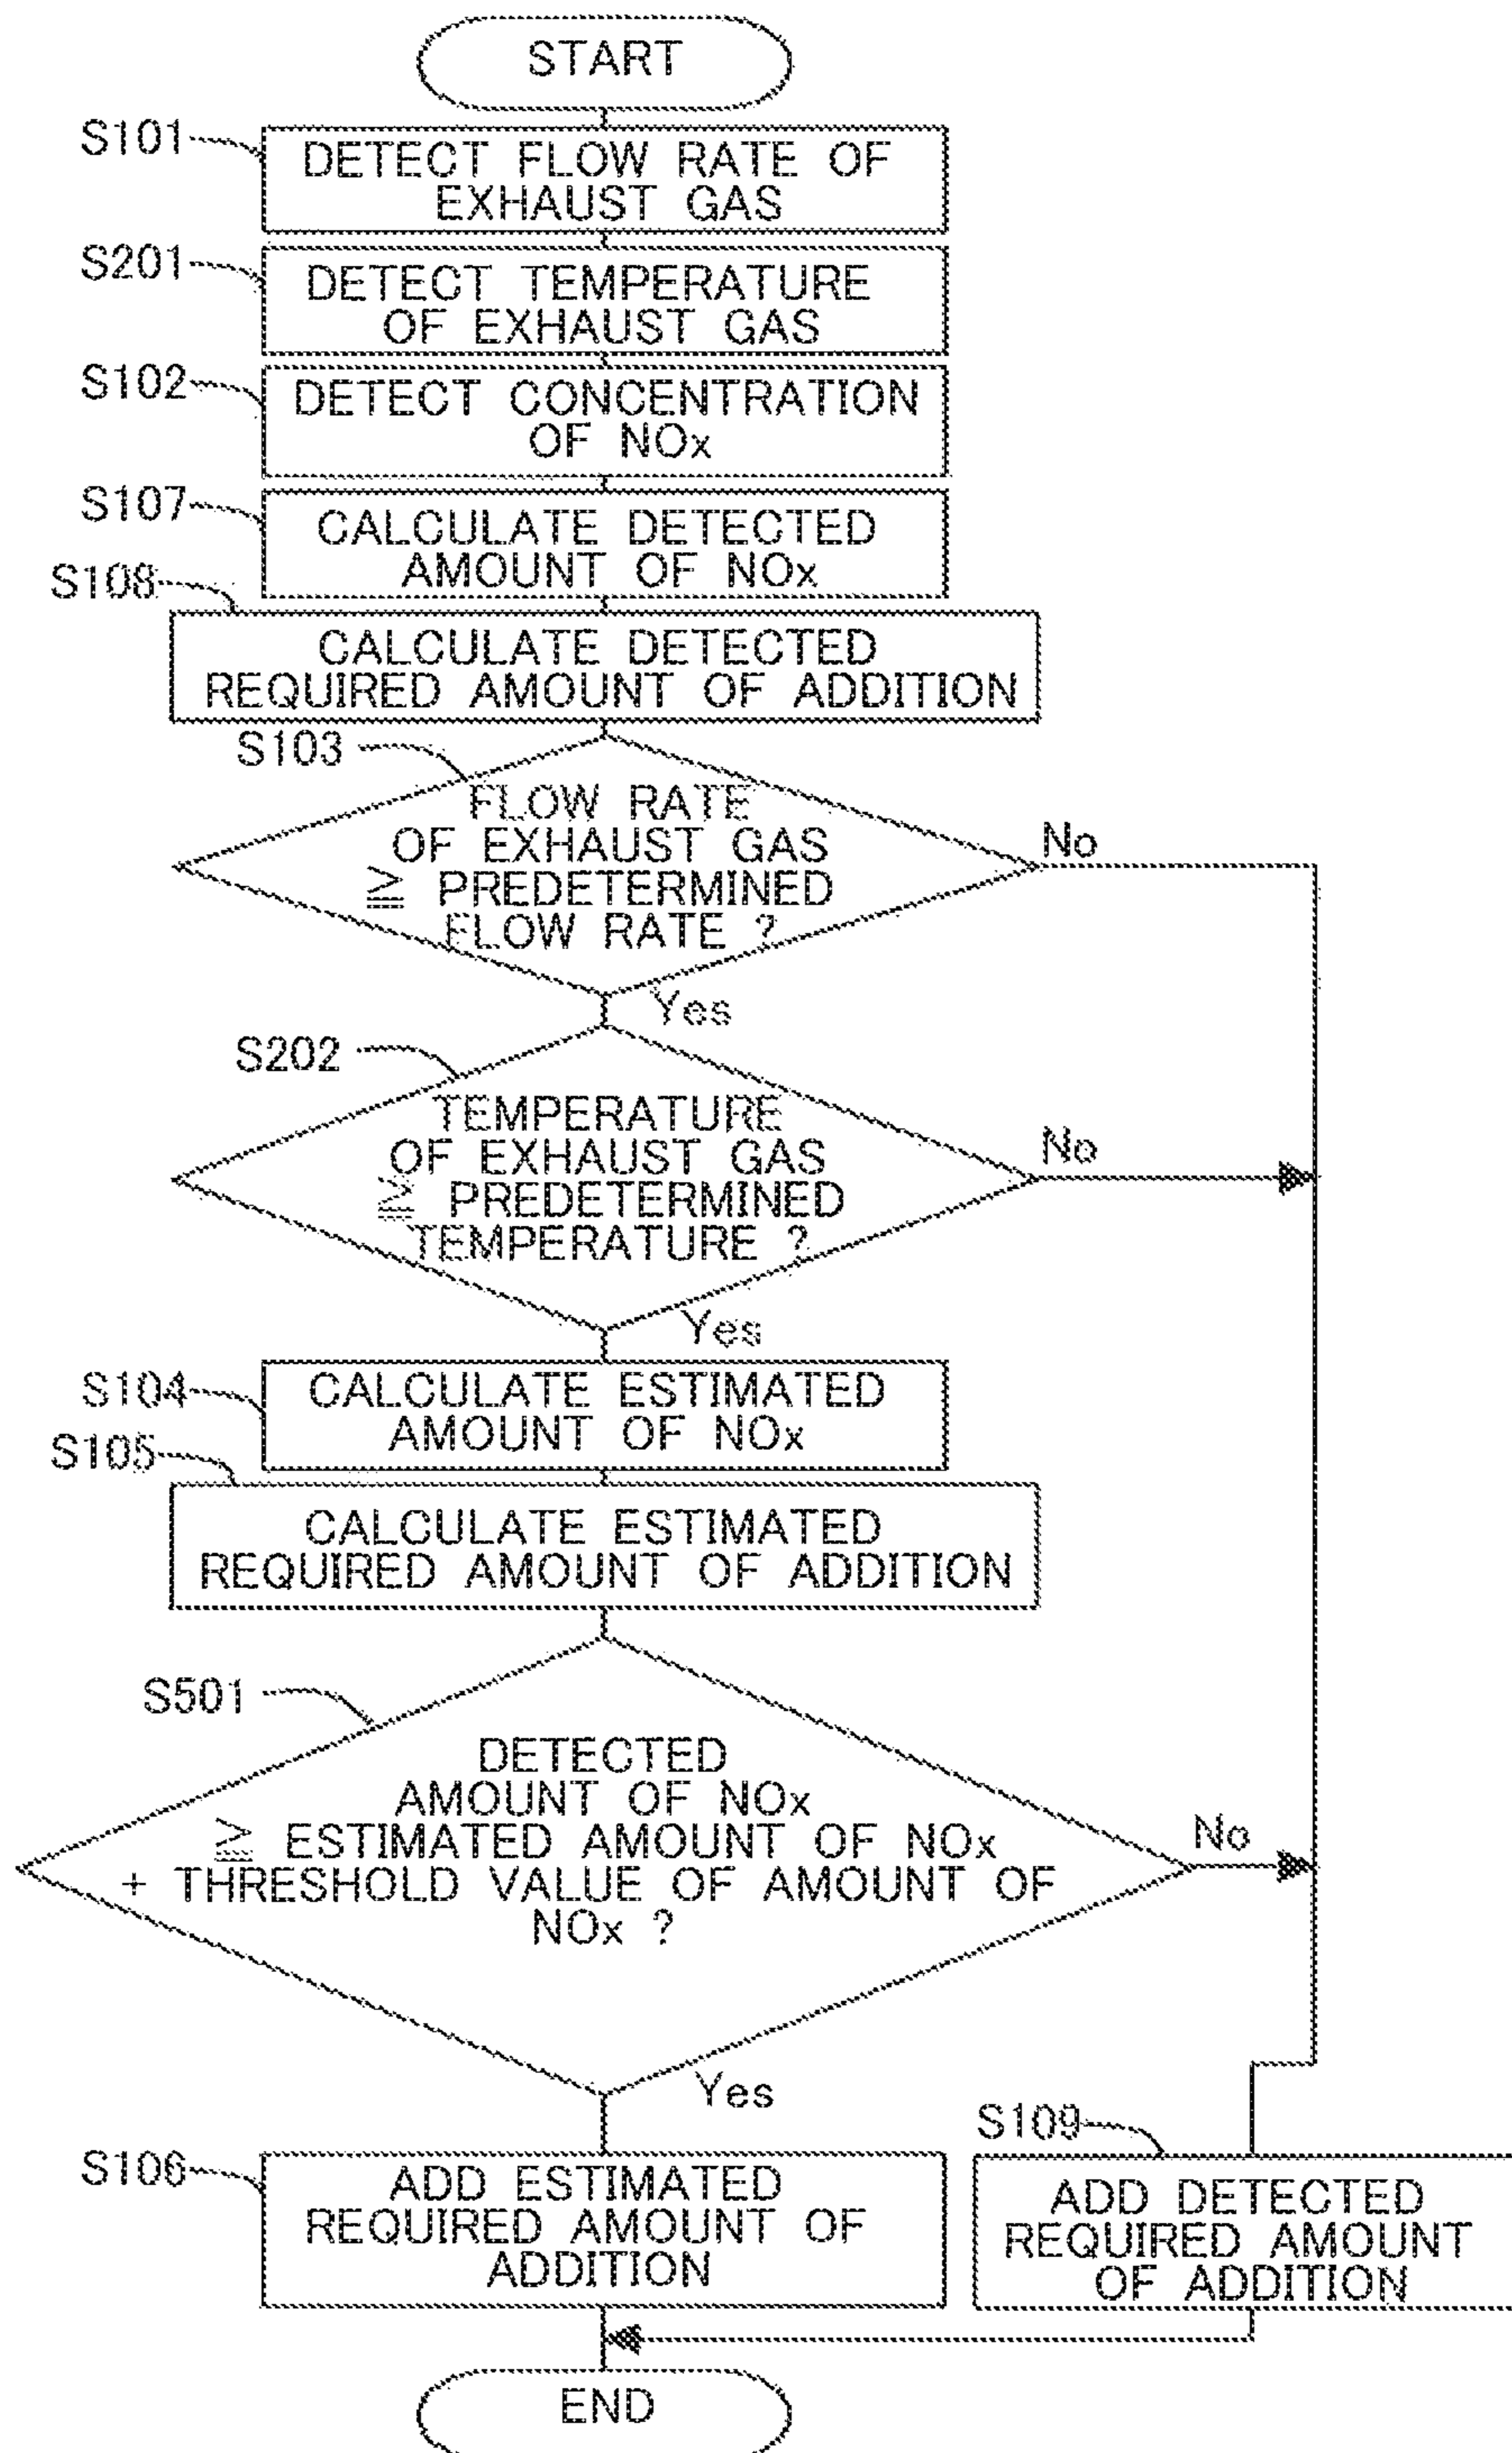 START
S101
DETECT FLOW RATE OF
EXHAUST GAS
S201
DETECT TEMPERATURE
OF EXHAUST GAS
S102
DETECT CONCENTRATION
OF NOx
S107
CALCULATE DETECTED
AMOUNT OF NOx
S108
CALCULATE DETECTED
REQUIRED AMOUNT OF ADDITION
S103
FLOW RATE
OF EXHAUST GAS
≧ PREDETERMINED
FLOW RATE ?
No
Yes
S202
TEMPERATURE
OF EXHAUST GAS
≧ PREDETERMINED
TEMPERATURE ?
No
Yes
S104
CALCULATE ESTIMATED
AMOUNT OF NOx
S105
CALCULATE ESTIMATED
REQUIRED AMOUNT OF ADDITION
S501
DETECTED
AMOUNT OF NOx
≧ ESTIMATED AMOUNT OF NOx
+ THRESHOLD VALUE OF AMOUNT OF
NOx ?
No
Yes
S106
ADD ESTIMATED
REQUIRED AMOUNT OF
ADDITION
S109
ADD DETECTED
REQUIRED AMOUNT
OF ADDITION
END